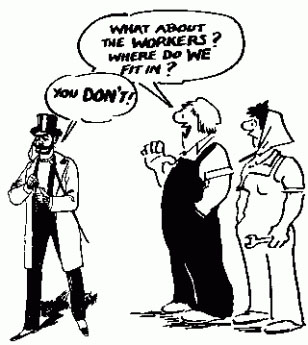 WHAT ABOUT
THE WORKERS?
WHERE DO WE
FIT IN?
YOU DON'T!